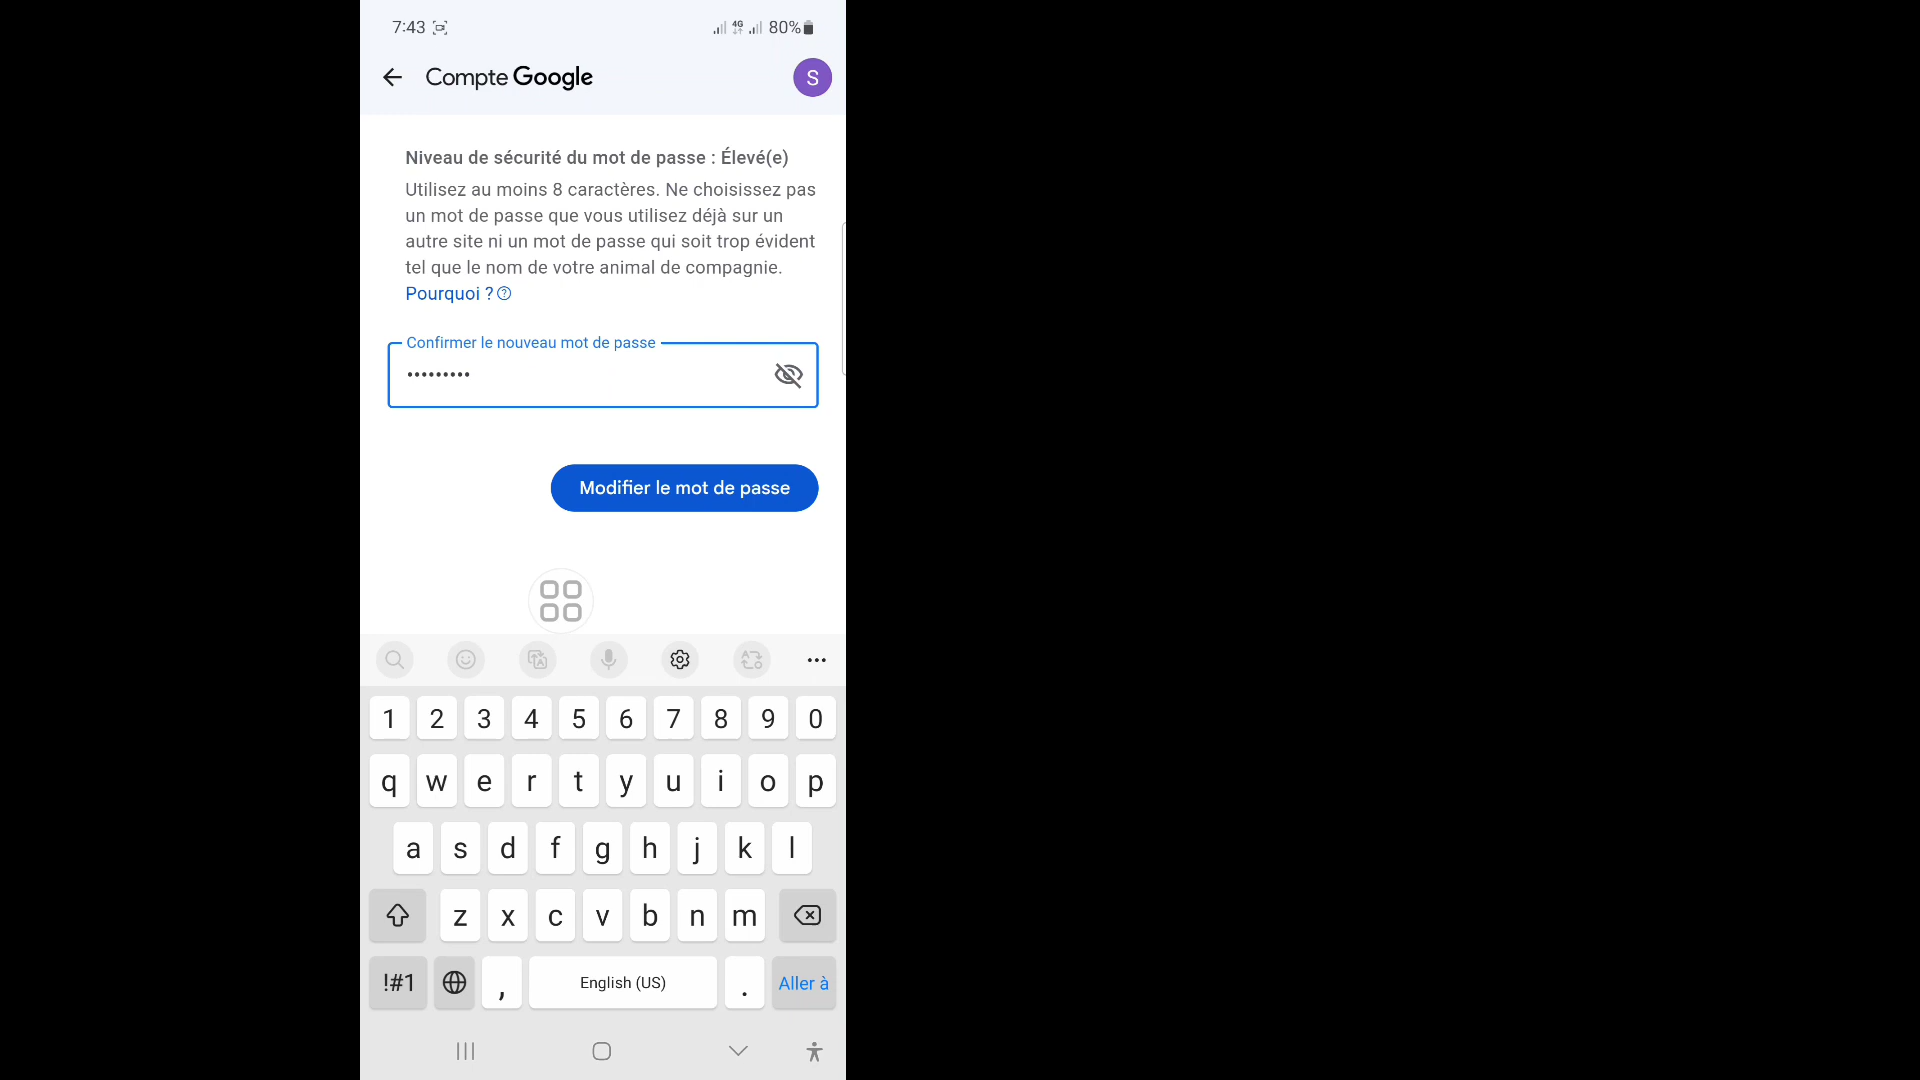 7:43 4G 80%
Compte Google S
Niveau de sécurité du mot de passe : Élevé(e)
Utilisez au moins 8 caractères. Ne choisissez pas
un mot de passe que vous utilisez déjà sur un
autre site ni un mot de passe qui soit trop évident
tel que le nom de votre animal de compagnie.
Pourquoi ?
Confirmer le nouveau mot de passe
•••••••••
Modifier le mot de passe
1 2 3 4 5 6 7 8 9 0
q w e r t y u i o p
a s d f g h j k l
z x c v b n m
!#1 , English (US) . Aller à